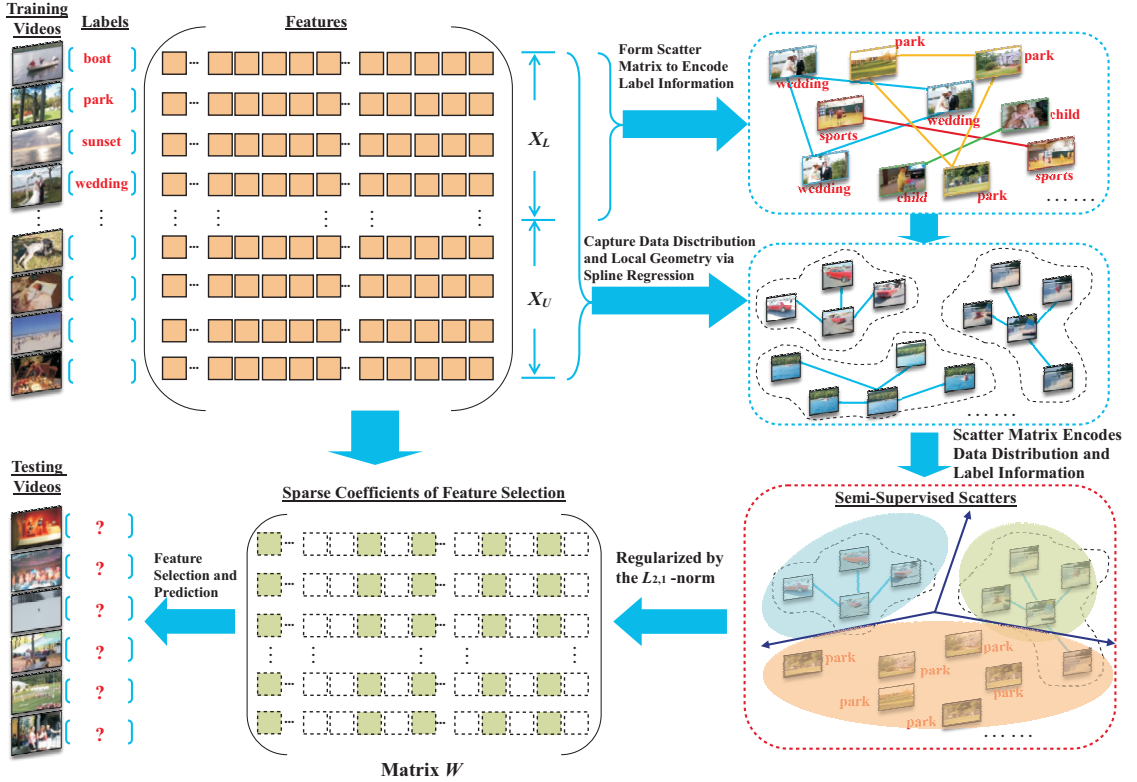 Training
Videos
Labels
Features
boat
park
sunset
wedding
...
...
...
...
...
...
...
...
X_L
X_U
Form Scatter
Matrix to Encode
Label Information
park
park
wedding
wedding
child
sports
wedding
child
park
sports
......
Capture Data Disctribution
and Local Geometry via
Spline Regression
......
Scatter Matrix Encodes
Data Distribution and
Label Information
Semi-Supervised Scatters
park
park
park
park
park
park
......
Regularized by
the L2,1 -norm
Sparse Coefficients of Feature Selection
...
...
...
...
...
...
...
...
Matrix W
Feature
Selection and
Prediction
Testing
Videos
?
?
?
?
?
?